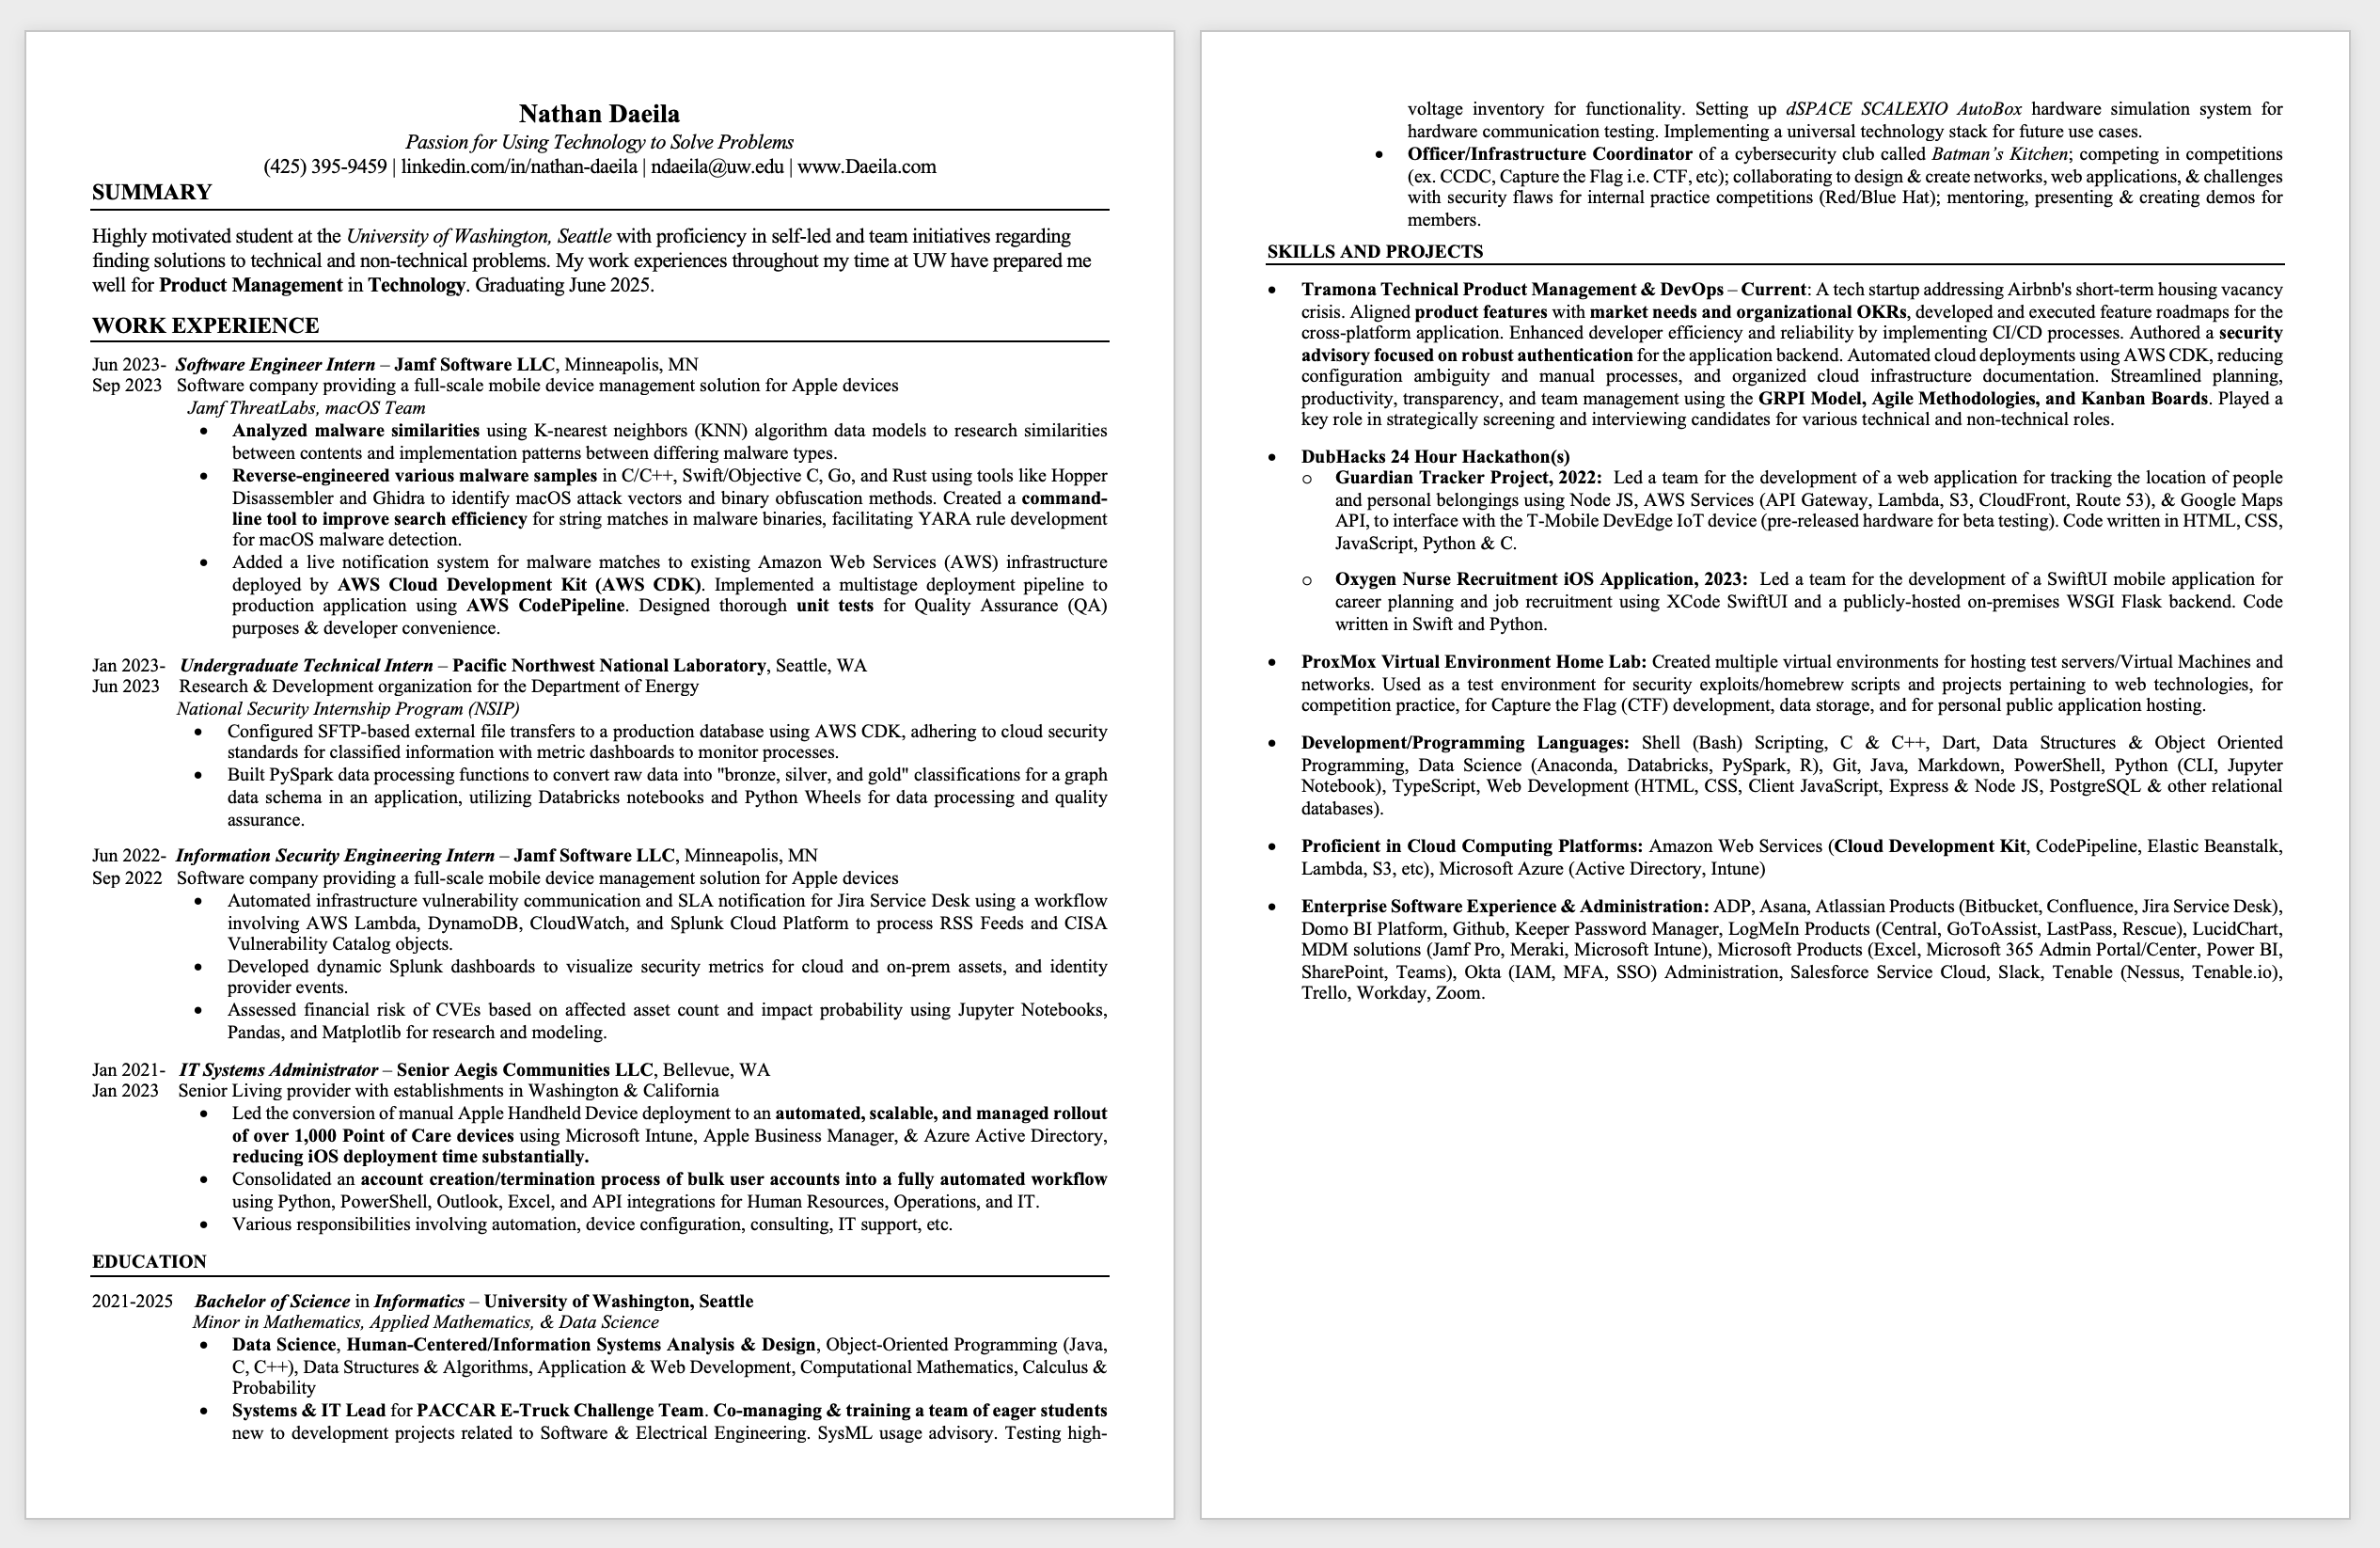 Nathan Daeila
Passion for Using Technology to Solve Problems
(425) 395-9459 | linkedin.com/in/nathan-daeila | ndaeila@uw.edu | www.Daeila.com
SUMMARY
Highly motivated student at the University of Washington, Seattle with proficiency in self-led and team initiatives regarding
finding solutions to technical and non-technical problems. My work experiences throughout my time at UW have prepared me
well for Product Management in Technology. Graduating June 2025.
WORK EXPERIENCE
Jun 2023- Software Engineer Intern – Jamf Software LLC, Minneapolis, MN
Sep 2023 Software company providing a full-scale mobile device management solution for Apple devices
Jamf ThreatLabs, macOS Team
• Analyzed malware similarities using K-nearest neighbors (KNN) algorithm data models to research similarities
between contents and implementation patterns between differing malware types.
• Reverse-engineered various malware samples in C/C++, Swift/Objective C, Go, and Rust using tools like Hopper
Disassembler and Ghidra to identify macOS attack vectors and binary obfuscation methods. Created a command-
line tool to improve search efficiency for string matches in malware binaries, facilitating YARA rule development
for macOS malware detection.
• Added a live notification system for malware matches to existing Amazon Web Services (AWS) infrastructure
deployed by AWS Cloud Development Kit (AWS CDK). Implemented a multistage deployment pipeline to
production application using AWS CodePipeline. Designed thorough unit tests for Quality Assurance (QA)
purposes & developer convenience.
Jan 2023- Undergraduate Technical Intern – Pacific Northwest National Laboratory, Seattle, WA
Jun 2023 Research & Development organization for the Department of Energy
National Security Internship Program (NSIP)
• Configured SFTP-based external file transfers to a production database using AWS CDK, adhering to cloud security
standards for classified information with metric dashboards to monitor processes.
• Built PySpark data processing functions to convert raw data into "bronze, silver, and gold" classifications for a graph
data schema in an application, utilizing Databricks notebooks and Python Wheels for data processing and quality
assurance.
Jun 2022- Information Security Engineering Intern – Jamf Software LLC, Minneapolis, MN
Sep 2022 Software company providing a full-scale mobile device management solution for Apple devices
• Automated infrastructure vulnerability communication and SLA notification for Jira Service Desk using a workflow
involving AWS Lambda, DynamoDB, CloudWatch, and Splunk Cloud Platform to process RSS Feeds and CISA
Vulnerability Catalog objects.
• Developed dynamic Splunk dashboards to visualize security metrics for cloud and on-prem assets, and identity
provider events.
• Assessed financial risk of CVEs based on affected asset count and impact probability using Jupyter Notebooks,
Pandas, and Matplotlib for research and modeling.
Jan 2021- IT Systems Administrator – Senior Aegis Communities LLC, Bellevue, WA
Jan 2023 Senior Living provider with establishments in Washington & California
• Led the conversion of manual Apple Handheld Device deployment to an automated, scalable, and managed rollout
of over 1,000 Point of Care devices using Microsoft Intune, Apple Business Manager, & Azure Active Directory,
reducing iOS deployment time substantially.
• Consolidated an account creation/termination process of bulk user accounts into a fully automated workflow
using Python, PowerShell, Outlook, Excel, and API integrations for Human Resources, Operations, and IT.
• Various responsibilities involving automation, device configuration, consulting, IT support, etc.
EDUCATION
2021-2025 Bachelor of Science in Informatics – University of Washington, Seattle
Minor in Mathematics, Applied Mathematics, & Data Science
• Data Science, Human-Centered/Information Systems Analysis & Design, Object-Oriented Programming (Java,
C, C++), Data Structures & Algorithms, Application & Web Development, Computational Mathematics, Calculus &
Probability
• Systems & IT Lead for PACCAR E-Truck Challenge Team. Co-managing & training a team of eager students
new to development projects related to Software & Electrical Engineering. SysML usage advisory. Testing high-
voltage inventory for functionality. Setting up dSPACE SCALEXIO AutoBox hardware simulation system for
hardware communication testing. Implementing a universal technology stack for future use cases.
• Officer/Infrastructure Coordinator of a cybersecurity club called Batman’s Kitchen; competing in competitions
(ex. CCDC, Capture the Flag i.e. CTF, etc); collaborating to design & create networks, web applications, & challenges
with security flaws for internal practice competitions (Red/Blue Hat); mentoring, presenting & creating demos for
members.
SKILLS AND PROJECTS
• Tramona Technical Product Management & DevOps – Current: A tech startup addressing Airbnb's short-term housing vacancy
crisis. Aligned product features with market needs and organizational OKRs, developed and executed feature roadmaps for the
cross-platform application. Enhanced developer efficiency and reliability by implementing CI/CD processes. Authored a security
advisory focused on robust authentication for the application backend. Automated cloud deployments using AWS CDK, reducing
configuration ambiguity and manual processes, and organized cloud infrastructure documentation. Streamlined planning,
productivity, transparency, and team management using the GRPI Model, Agile Methodologies, and Kanban Boards. Played a
key role in strategically screening and interviewing candidates for various technical and non-technical roles.
• DubHacks 24 Hour Hackathon(s)
o Guardian Tracker Project, 2022: Led a team for the development of a web application for tracking the location of people
and personal belongings using Node JS, AWS Services (API Gateway, Lambda, S3, CloudFront, Route 53), & Google Maps
API, to interface with the T-Mobile DevEdge IoT device (pre-released hardware for beta testing). Code written in HTML, CSS,
JavaScript, Python & C.
o Oxygen Nurse Recruitment iOS Application, 2023: Led a team for the development of a SwiftUI mobile application for
career planning and job recruitment using XCode SwiftUI and a publicly-hosted on-premises WSGI Flask backend. Code
written in Swift and Python.
• ProxMox Virtual Environment Home Lab: Created multiple virtual environments for hosting test servers/Virtual Machines and
networks. Used as a test environment for security exploits/homebrew scripts and projects pertaining to web technologies, for
competition practice, for Capture the Flag (CTF) development, data storage, and for personal public application hosting.
• Development/Programming Languages: Shell (Bash) Scripting, C & C++, Dart, Data Structures & Object Oriented
Programming, Data Science (Anaconda, Databricks, PySpark, R), Git, Java, Markdown, PowerShell, Python (CLI, Jupyter
Notebook), TypeScript, Web Development (HTML, CSS, Client JavaScript, Express & Node JS, PostgreSQL & other relational
databases).
• Proficient in Cloud Computing Platforms: Amazon Web Services (Cloud Development Kit, CodePipeline, Elastic Beanstalk,
Lambda, S3, etc), Microsoft Azure (Active Directory, Intune)
• Enterprise Software Experience & Administration: ADP, Asana, Atlassian Products (Bitbucket, Confluence, Jira Service Desk),
Domo BI Platform, Github, Keeper Password Manager, LogMeIn Products (Central, GoToAssist, LastPass, Rescue), LucidChart,
MDM solutions (Jamf Pro, Meraki, Microsoft Intune), Microsoft Products (Excel, Microsoft 365 Admin Portal/Center, Power BI,
SharePoint, Teams), Okta (IAM, MFA, SSO) Administration, Salesforce Service Cloud, Slack, Tenable (Nessus, Tenable.io),
Trello, Workday, Zoom.